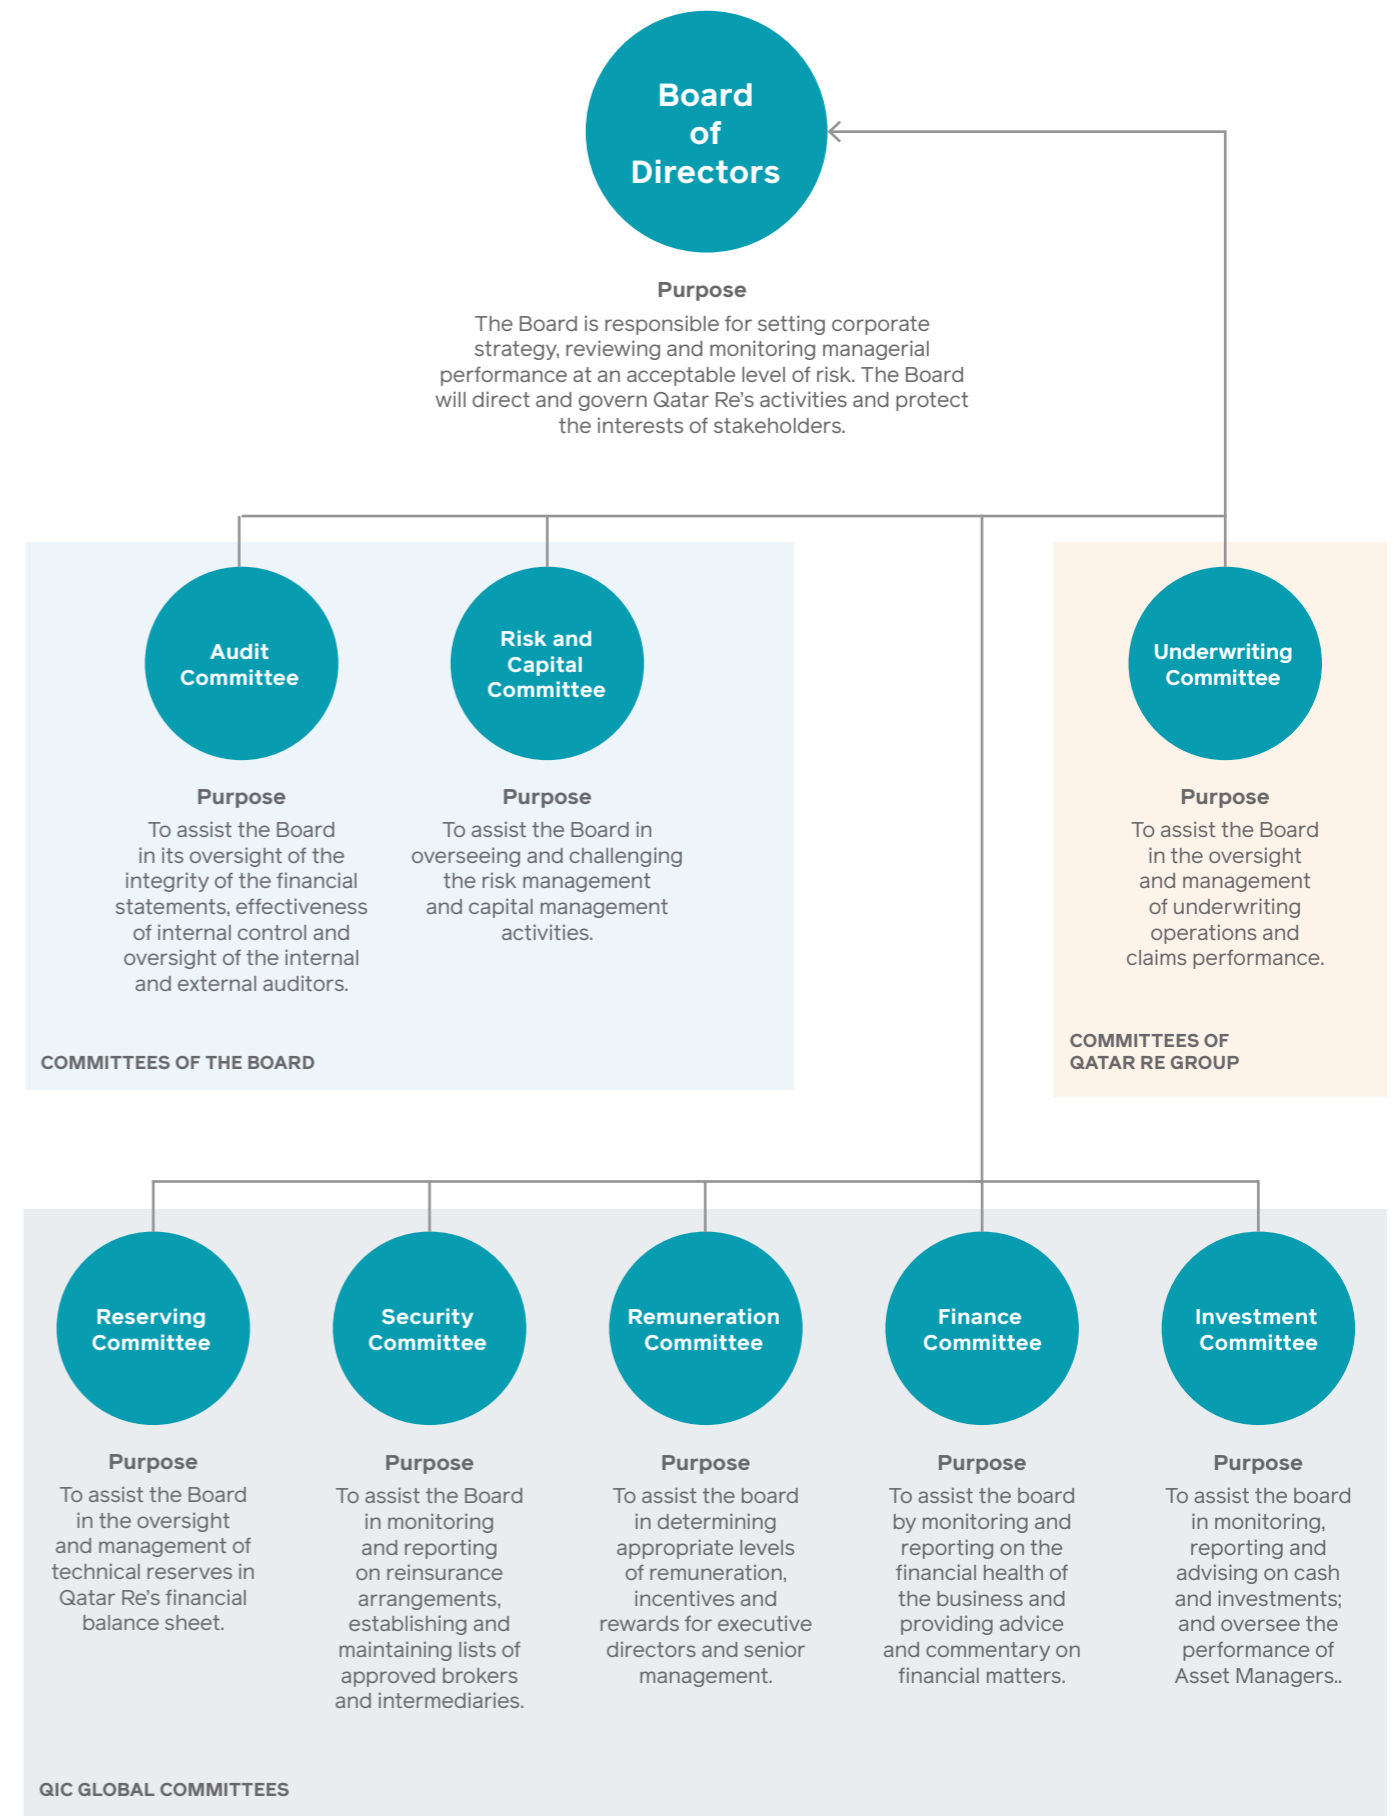 Board
of
Directors
Purpose
The Board is responsible for setting corporate
strategy, reviewing and monitoring managerial
performance at an acceptable level of risk. The Board
will direct and govern Qatar Re's activities and protect
the interests of stakeholders.
Audit
Committee
Purpose
To assist the Board
in its oversight of the
integrity of the financial
statements, effectiveness
of internal control and
oversight of the internal
and external auditors.
Risk and
Capital
Committee
Purpose
To assist the Board in
overseeing and challenging
the risk management
and capital management
activities.
COMMITTEES OF THE BOARD
Underwriting
Committee
Purpose
To assist the Board
in the oversight
and management
of underwriting
operations and
claims performance.
COMMITTEES OF
QATAR RE GROUP
Reserving
Committee
Purpose
To assist the Board
in the oversight
and management of
technical reserves in
Qatar Re's financial
balance sheet.
Security
Committee
Purpose
To assist the Board
in monitoring
and reporting
on reinsurance
arrangements,
establishing and
maintaining lists of
approved brokers
and intermediaries.
Remuneration
Committee
Purpose
To assist the board
in determining
appropriate levels
of remuneration,
incentives and
rewards for executive
directors and senior
management.
Finance
Committee
Purpose
To assist the board
by monitoring and
reporting on the
financial health of
the business and
providing advice
and commentary on
financial matters.
Investment
Committee
Purpose
To assist the board
in monitoring,
reporting and
advising on cash
and investments;
and oversee the
performance of
Asset Managers..
QIC GLOBAL COMMITTEES